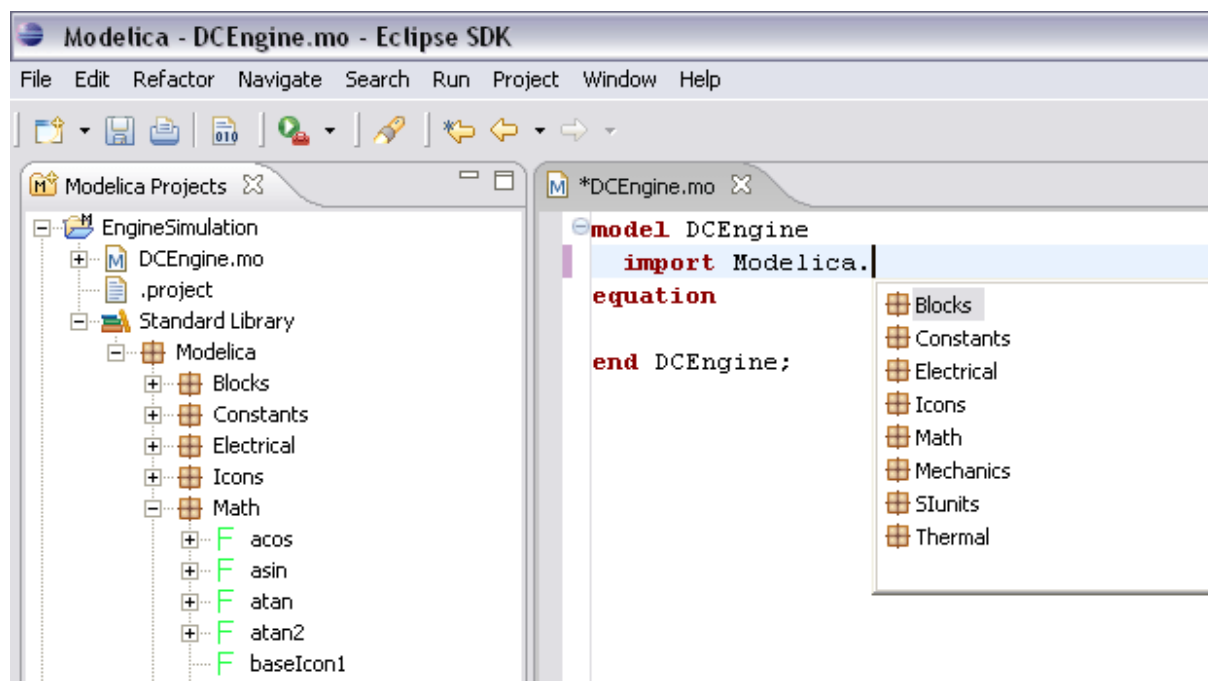 Modelica - DCEngine.mo - Eclipse SDK
File Edit Refactor Navigate Search Run Project Window Help
010
Modelica Projects
EngineSimulation
DCEngine.mo
.project
Standard Library
Modelica
Blocks
Constants
Electrical
Icons
Math
acos
asin
atan
atan2
baseIcon1
*DCEngine.mo
model DCEngine
import Modelica.
equation
end DCEngine;
Blocks
Constants
Electrical
Icons
Math
Mechanics
SIunits
Thermal